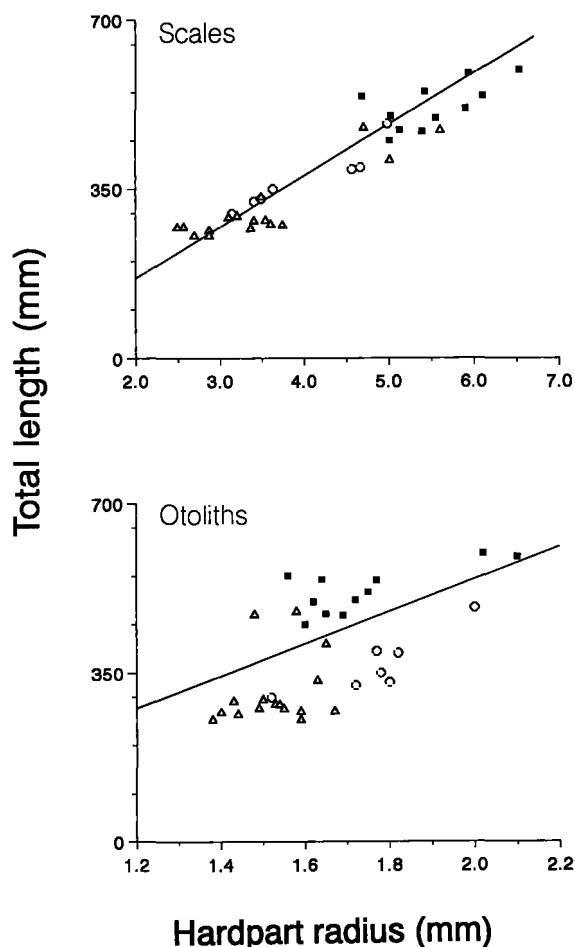 Total length (mm)
Scales
700
350
0
2.0 3.0 4.0 5.0 6.0 7.0
Otoliths
700
350
0
1.2 1.4 1.6 1.8 2.0 2.2
Hardpart radius (mm)